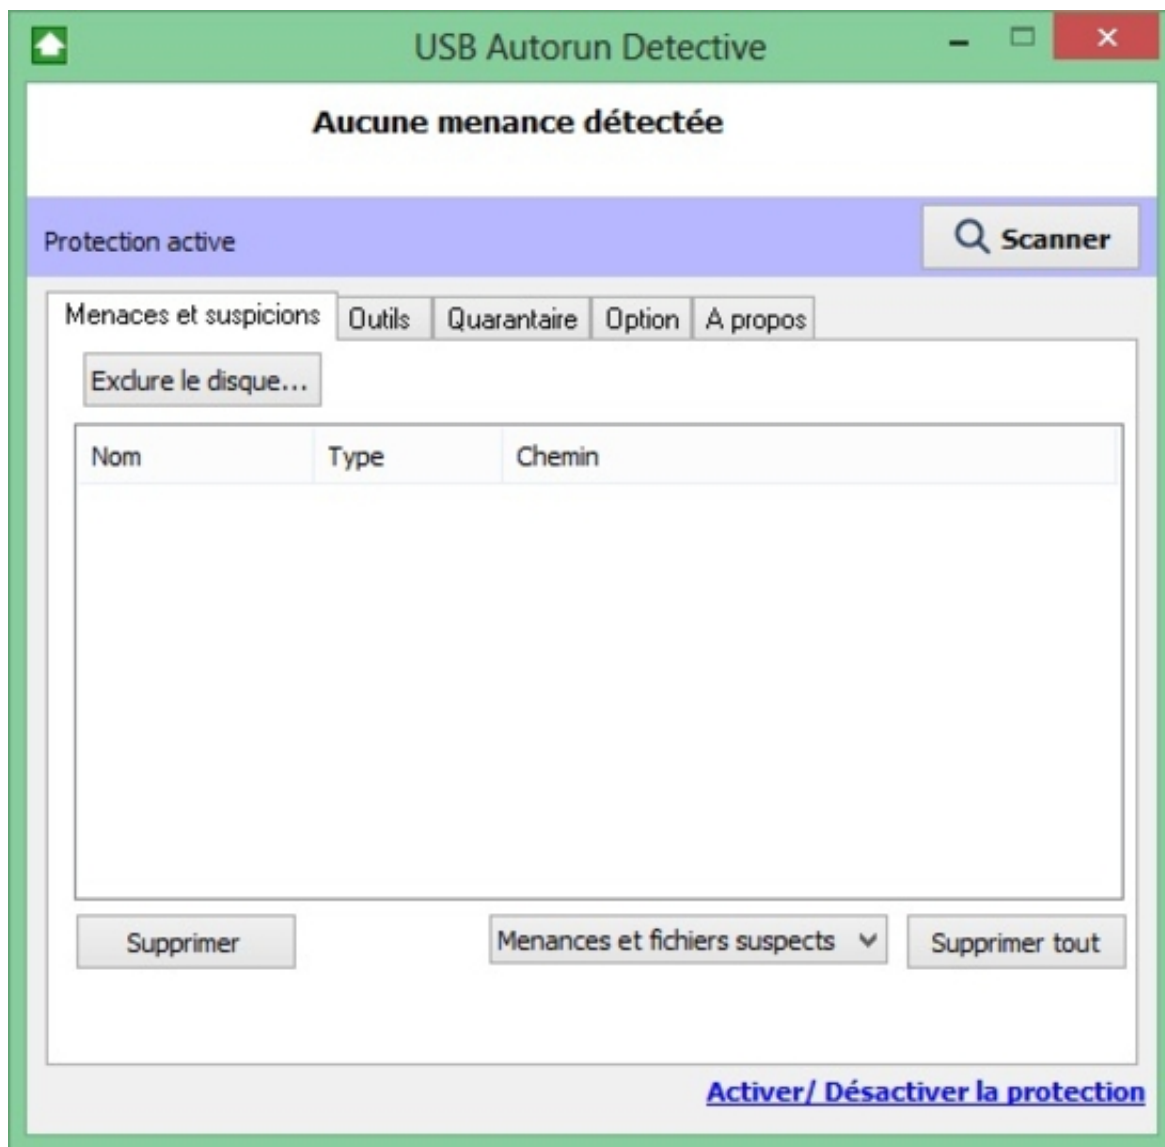 USB Autorun Detective
Aucune menance détectée
Protection active
Scanner
Menaces et suspicions Outils Quarantaire Option A propos
Exclure le disque...
Nom Type Chemin
Supprimer Menances et fichiers suspects Supprimer tout
Activer/ Désactiver la protection